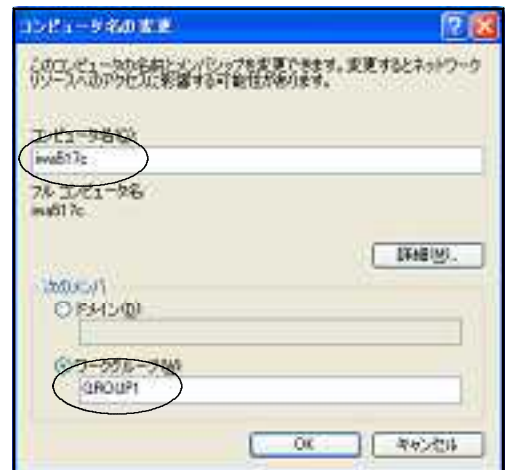 コンピュータ名の変更
このコンピュータの名前とメンバシップを変更できます。変更するとネットワーク
リソースへのアクセスに影響する可能性があります。
コンピュータ名(C):
iwa517c
フル コンピュータ名:
iwa517c
詳細(M)...
次のメンバ
ドメイン(D):
ワークグループ(W):
GROUP1
OK
キャンセル